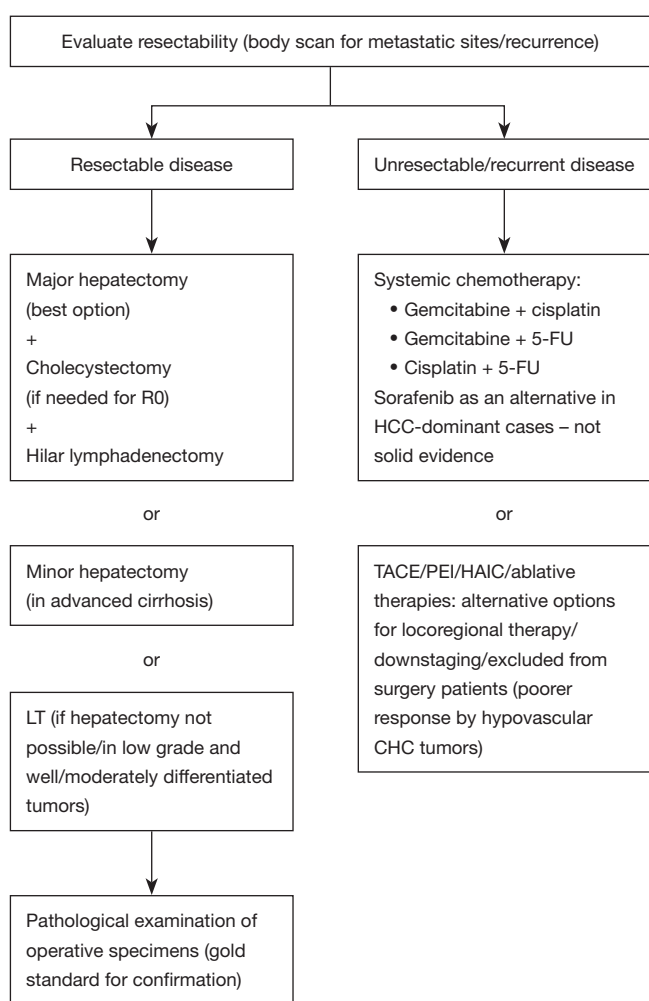 Evaluate resectability (body scan for metastatic sites/recurrence)
Resectable disease
Unresectable/recurrent disease
Major hepatectomy
(best option)
+
Cholecystectomy
(if needed for R0)
+
Hilar lymphadenectomy
or
Minor hepatectomy
(in advanced cirrhosis)
or
LT (if hepatectomy not
possible/in low grade and
well/moderately differentiated
tumors)
Pathological examination of
operative specimens (gold
standard for confirmation)
Systemic chemotherapy:
• Gemcitabine + cisplatin
• Gemcitabine + 5-FU
• Cisplatin + 5-FU
Sorafenib as an alternative in
HCC-dominant cases – not
solid evidence
or
TACE/PEI/HAIC/ablative
therapies: alternative options
for locoregional therapy/
downstaging/excluded from
surgery patients (poorer
response by hypovascular
CHC tumors)